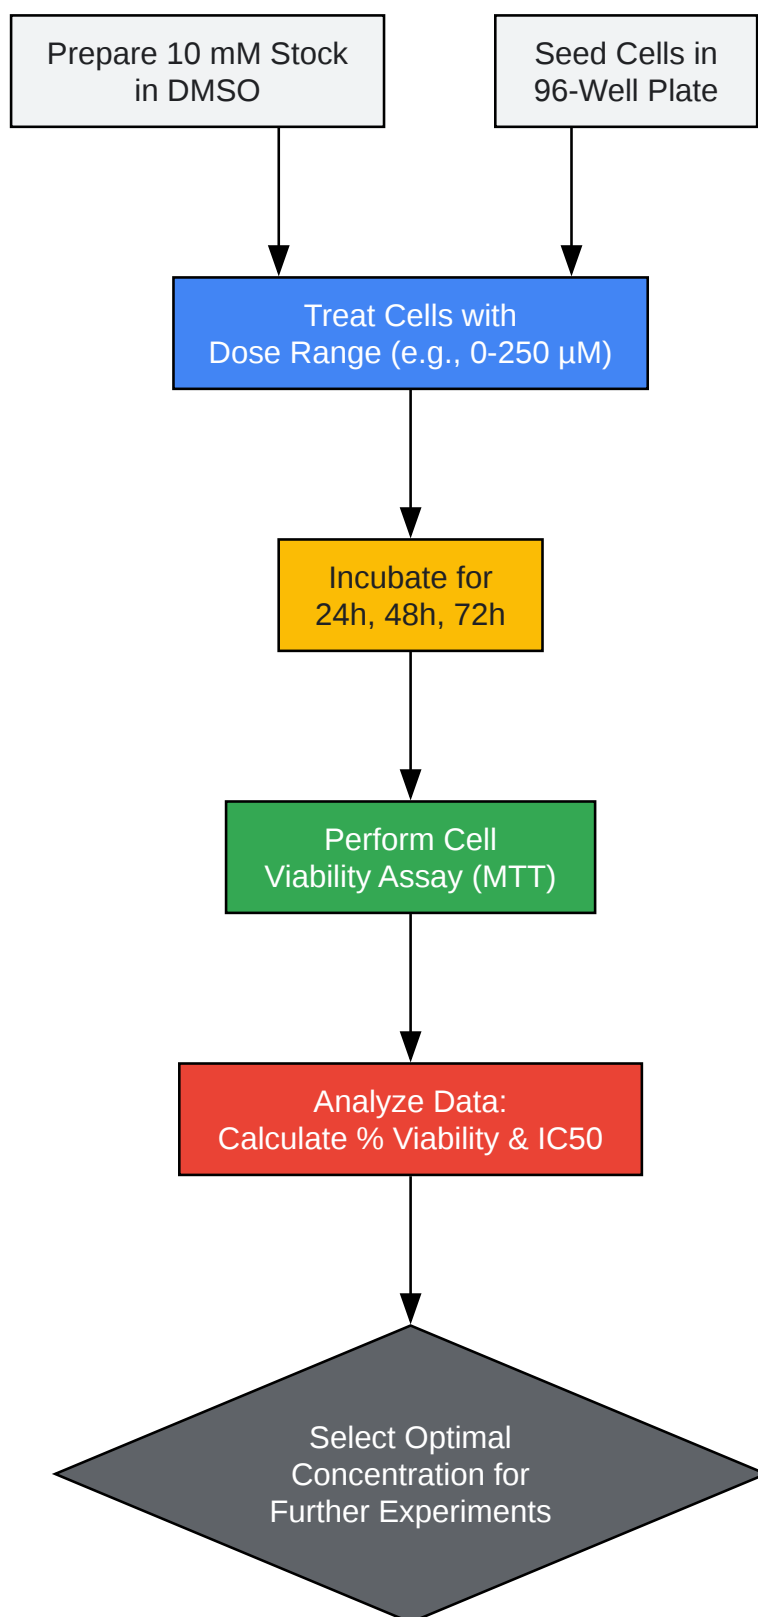 Prepare 10 mM Stock
in DMSO
Seed Cells in
96-Well Plate
Treat Cells with
Dose Range (e.g., 0-250 µM)
Incubate for
24h, 48h, 72h
Perform Cell
Viability Assay (MTT)
Analyze Data:
Calculate % Viability & IC50
Select Optimal
Concentration for
Further Experiments